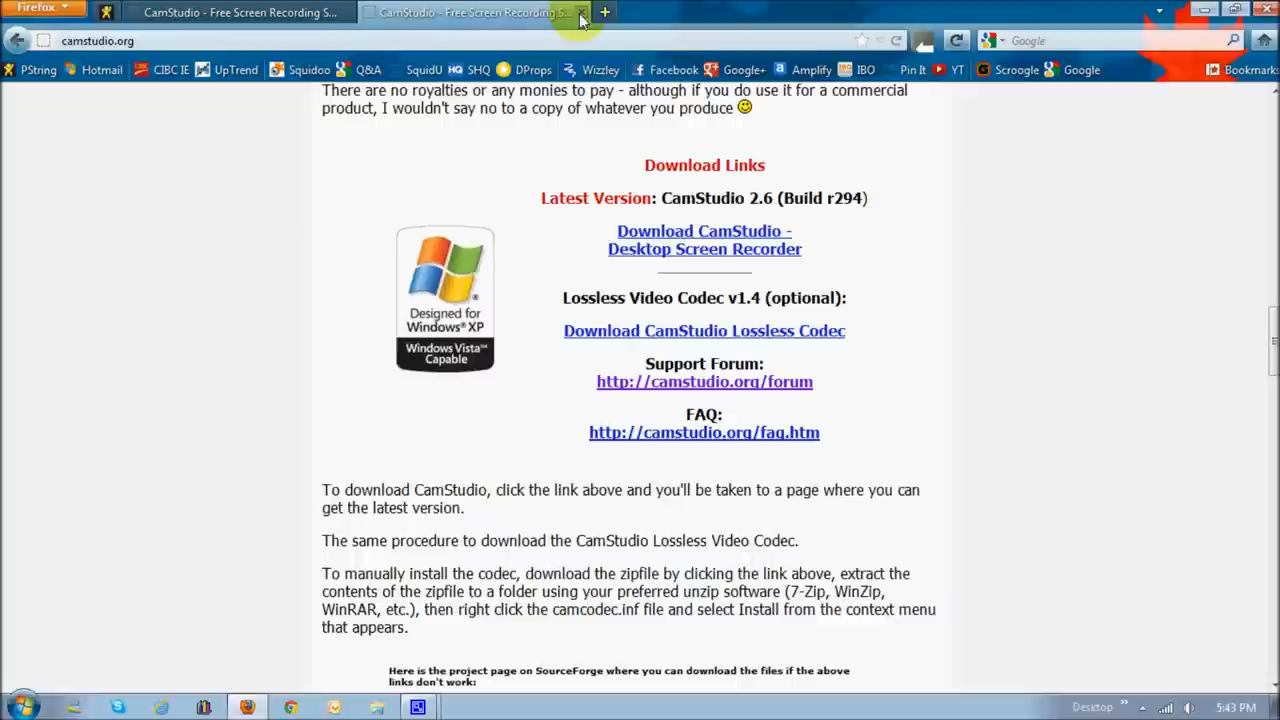 Firefox
CamStudio - Free Screen Recording S...
CamStudio - Free Screen Recording S...
camstudio.org
Google
PString Hotmail CIBC IE UpTrend Squidoo Q&A SquidU SHQ DProps Wizzley Facebook Google+ Amplify IBO Pin It YT Scroogle Google Bookmarks
There are no royalties or any monies to pay - although if you do use it for a commercial
product, I wouldn't say no to a copy of whatever you produce
Download Links
Latest Version: CamStudio 2.6 (Build r294)
Download CamStudio -
Desktop Screen Recorder
Designed for
Windows® XP
Windows Vista™
Capable
Lossless Video Codec v1.4 (optional):
Download CamStudio Lossless Codec
Support Forum:
http://camstudio.org/forum
FAQ:
http://camstudio.org/faq.htm
To download CamStudio, click the link above and you'll be taken to a page where you can
get the latest version.
The same procedure to download the CamStudio Lossless Video Codec.
To manually install the codec, download the zipfile by clicking the link above, extract the
contents of the zipfile to a folder using your preferred unzip software (7-Zip, WinZip,
WinRAR, etc.), then right click the camcodec.inf file and select Install from the context menu
that appears.
Here is the project page on SourceForge where you can download the files if the above
links don't work:
Desktop
5:43 PM